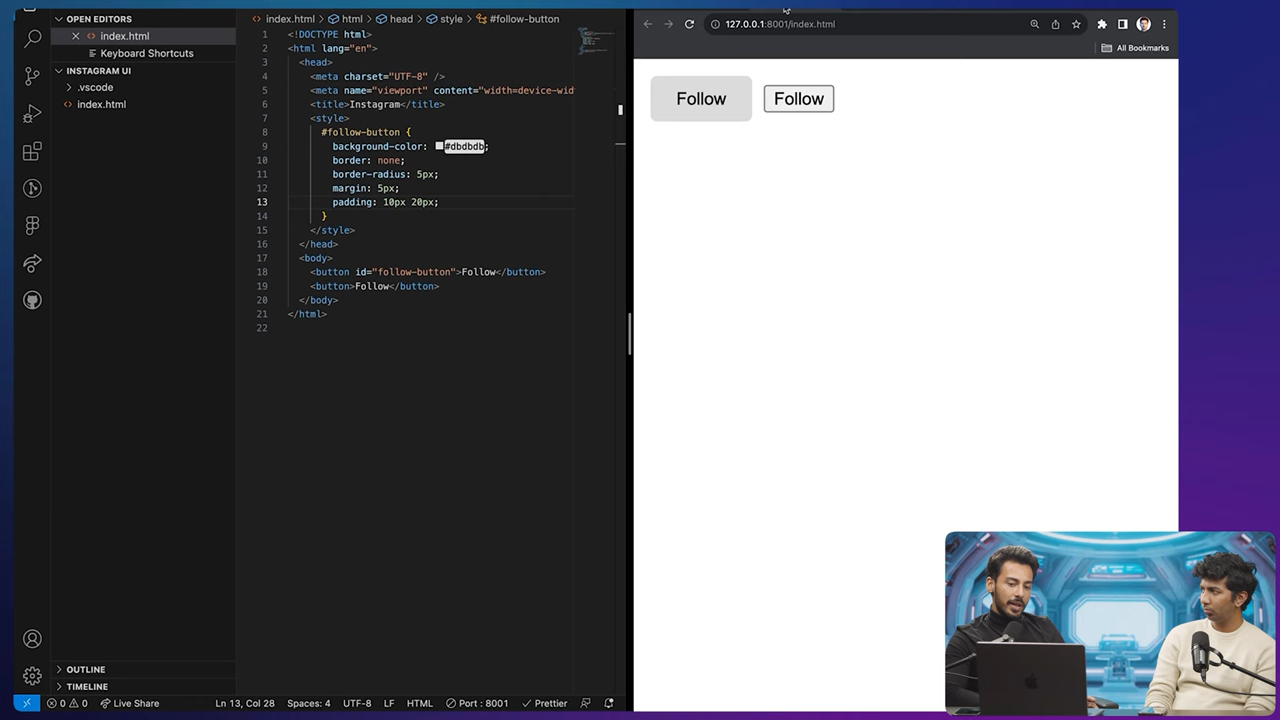 OPEN EDITORS
index.html
Keyboard Shortcuts
INSTAGRAM UI
.vscode
index.html
OUTLINE
TIMELINE
index.html > html > head > style > #follow-button
1 <!DOCTYPE html>
2 <html lang="en">
3 <head>
4 <meta charset="UTF-8" />
5 <meta name="viewport" content="width=device-wid
6 <title>Instagram</title>
7 <style>
8 #follow-button {
9 background-color: #dbdbdb;
10 border: none;
11 border-radius: 5px;
12 margin: 5px;
13 padding: 10px 20px;
14 }
15 </style>
16 </head>
17 <body>
18 <button id="follow-button">Follow</button>
19 <button>Follow</button>
20 </body>
21 </html>
22
0 0 Live Share Ln 13, Col 28 Spaces: 4 UTF-8 LF HTML Port : 8001 Prettier
127.0.0.1:8001/index.html
All Bookmarks
Follow Follow